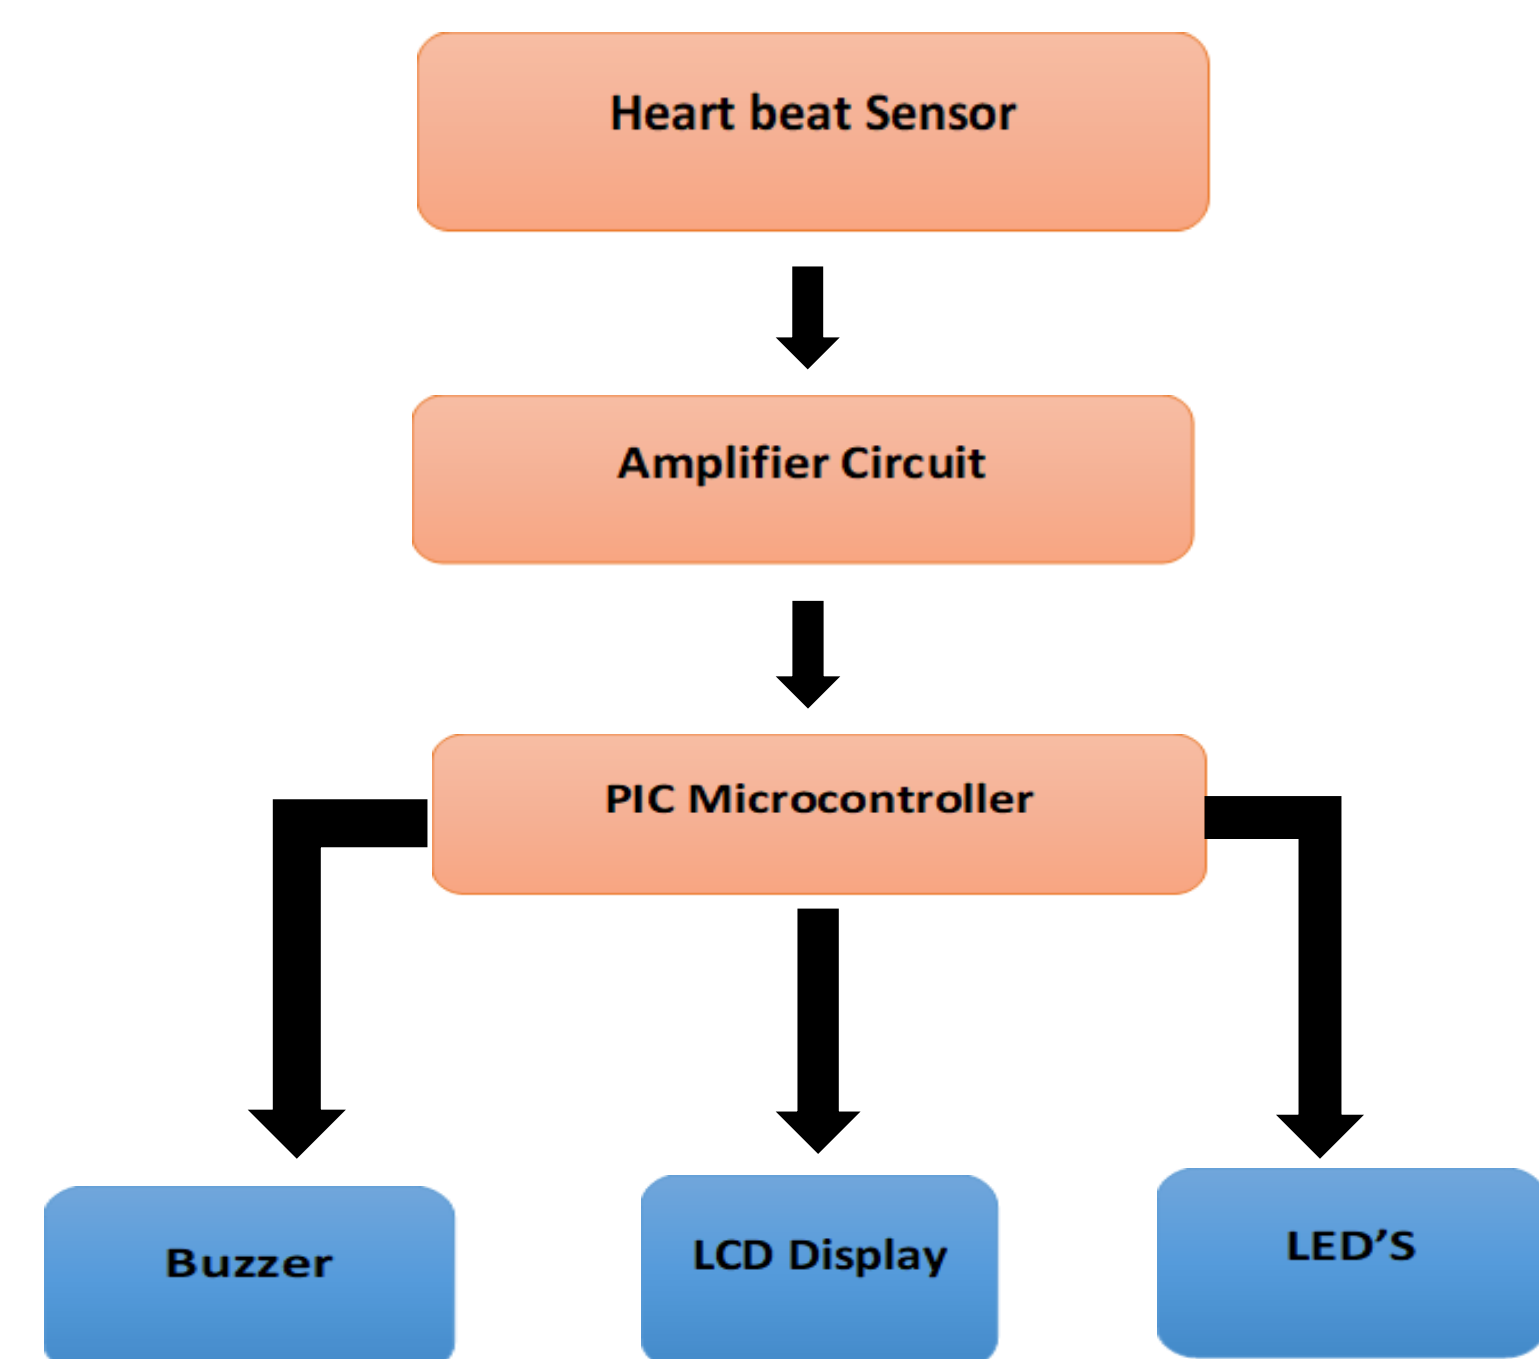 Heart beat Sensor
Amplifier Circuit
PIC Microcontroller
Buzzer
LCD Display
LED’S